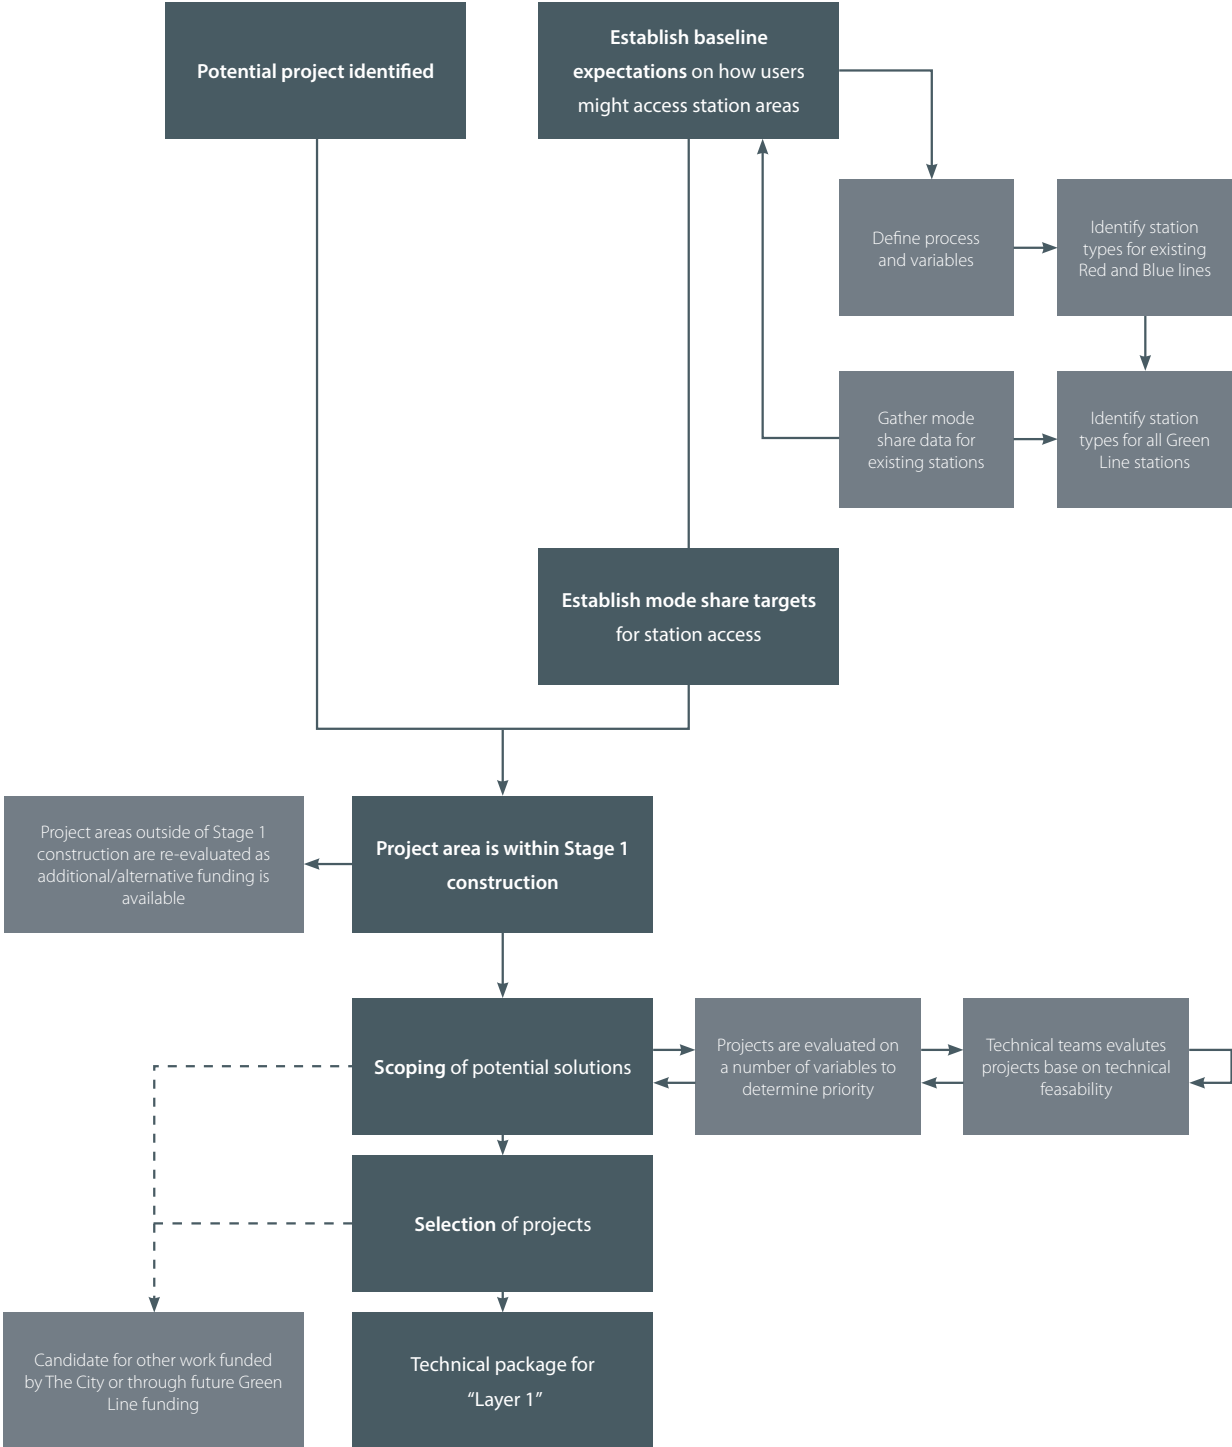 Potential project identified
Establish baseline
expectations on how users
might access station areas
Define process
and variables
Identify station
types for existing
Red and Blue lines
Gather mode
share data for
existing stations
Identify station
types for all Green
Line stations
Establish mode share targets
for station access
Project areas outside of Stage 1
construction are re-evaluated as
additional/alternative funding is
available
Project area is within Stage 1
construction
Scoping of potential solutions
Projects are evaluated on
a number of variables to
determine priority
Technical teams evalutes
projects base on technical
feasability
Selection of projects
Candidate for other work funded
by The City or through future Green
Line funding
Technical package for
“Layer 1”